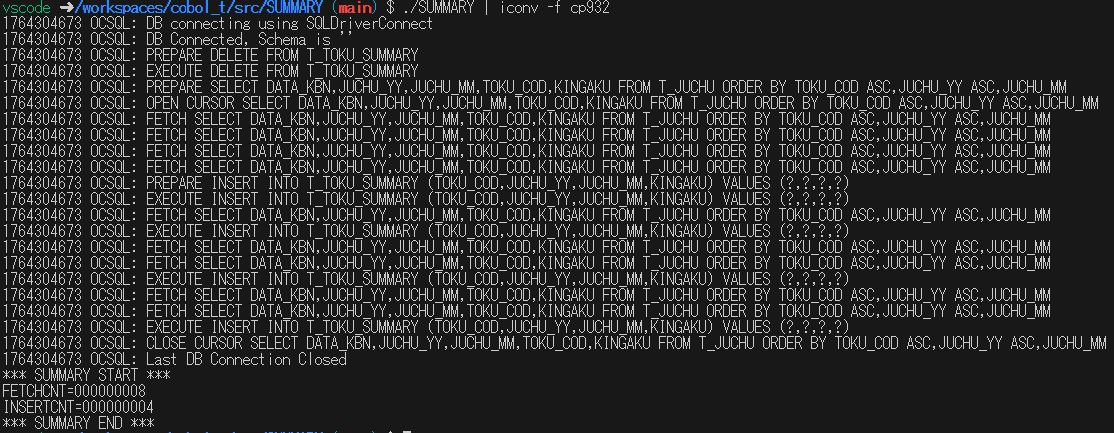 vscode ➜/workspaces/cobol_t/src/SUMMARY (main) $ ./SUMMARY | iconv -f cp932
1764304673 OCSQL: DB connecting using SQLDriverConnect
1764304673 OCSQL: DB Connected, Schema is ''
1764304673 OCSQL: PREPARE DELETE FROM T_TOKU_SUMMARY
1764304673 OCSQL: EXECUTE DELETE FROM T_TOKU_SUMMARY
1764304673 OCSQL: PREPARE SELECT DATA_KBN,JUCHU_YY,JUCHU_MM,TOKU_COD,KINGAKU FROM T_JUCHU ORDER BY TOKU_COD ASC,JUCHU_YY ASC,JUCHU_MM
1764304673 OCSQL: OPEN CURSOR SELECT DATA_KBN,JUCHU_YY,JUCHU_MM,TOKU_COD,KINGAKU FROM T_JUCHU ORDER BY TOKU_COD ASC,JUCHU_YY ASC,JUCHU_MM
1764304673 OCSQL: FETCH SELECT DATA_KBN,JUCHU_YY,JUCHU_MM,TOKU_COD,KINGAKU FROM T_JUCHU ORDER BY TOKU_COD ASC,JUCHU_YY ASC,JUCHU_MM
1764304673 OCSQL: FETCH SELECT DATA_KBN,JUCHU_YY,JUCHU_MM,TOKU_COD,KINGAKU FROM T_JUCHU ORDER BY TOKU_COD ASC,JUCHU_YY ASC,JUCHU_MM
1764304673 OCSQL: FETCH SELECT DATA_KBN,JUCHU_YY,JUCHU_MM,TOKU_COD,KINGAKU FROM T_JUCHU ORDER BY TOKU_COD ASC,JUCHU_YY ASC,JUCHU_MM
1764304673 OCSQL: FETCH SELECT DATA_KBN,JUCHU_YY,JUCHU_MM,TOKU_COD,KINGAKU FROM T_JUCHU ORDER BY TOKU_COD ASC,JUCHU_YY ASC,JUCHU_MM
1764304673 OCSQL: PREPARE INSERT INTO T_TOKU_SUMMARY (TOKU_COD,JUCHU_YY,JUCHU_MM,KINGAKU) VALUES (?,?,?,?)
1764304673 OCSQL: EXECUTE INSERT INTO T_TOKU_SUMMARY (TOKU_COD,JUCHU_YY,JUCHU_MM,KINGAKU) VALUES (?,?,?,?)
1764304673 OCSQL: FETCH SELECT DATA_KBN,JUCHU_YY,JUCHU_MM,TOKU_COD,KINGAKU FROM T_JUCHU ORDER BY TOKU_COD ASC,JUCHU_YY ASC,JUCHU_MM
1764304673 OCSQL: EXECUTE INSERT INTO T_TOKU_SUMMARY (TOKU_COD,JUCHU_YY,JUCHU_MM,KINGAKU) VALUES (?,?,?,?)
1764304673 OCSQL: FETCH SELECT DATA_KBN,JUCHU_YY,JUCHU_MM,TOKU_COD,KINGAKU FROM T_JUCHU ORDER BY TOKU_COD ASC,JUCHU_YY ASC,JUCHU_MM
1764304673 OCSQL: FETCH SELECT DATA_KBN,JUCHU_YY,JUCHU_MM,TOKU_COD,KINGAKU FROM T_JUCHU ORDER BY TOKU_COD ASC,JUCHU_YY ASC,JUCHU_MM
1764304673 OCSQL: EXECUTE INSERT INTO T_TOKU_SUMMARY (TOKU_COD,JUCHU_YY,JUCHU_MM,KINGAKU) VALUES (?,?,?,?)
1764304673 OCSQL: FETCH SELECT DATA_KBN,JUCHU_YY,JUCHU_MM,TOKU_COD,KINGAKU FROM T_JUCHU ORDER BY TOKU_COD ASC,JUCHU_YY ASC,JUCHU_MM
1764304673 OCSQL: FETCH SELECT DATA_KBN,JUCHU_YY,JUCHU_MM,TOKU_COD,KINGAKU FROM T_JUCHU ORDER BY TOKU_COD ASC,JUCHU_YY ASC,JUCHU_MM
1764304673 OCSQL: EXECUTE INSERT INTO T_TOKU_SUMMARY (TOKU_COD,JUCHU_YY,JUCHU_MM,KINGAKU) VALUES (?,?,?,?)
1764304673 OCSQL: CLOSE CURSOR SELECT DATA_KBN,JUCHU_YY,JUCHU_MM,TOKU_COD,KINGAKU FROM T_JUCHU ORDER BY TOKU_COD ASC,JUCHU_YY ASC,JUCHU_MM
1764304673 OCSQL: Last DB Connection Closed
*** SUMMARY START ***
FETCHCNT=000000008
INSERTCNT=000000004
*** SUMMARY END ***